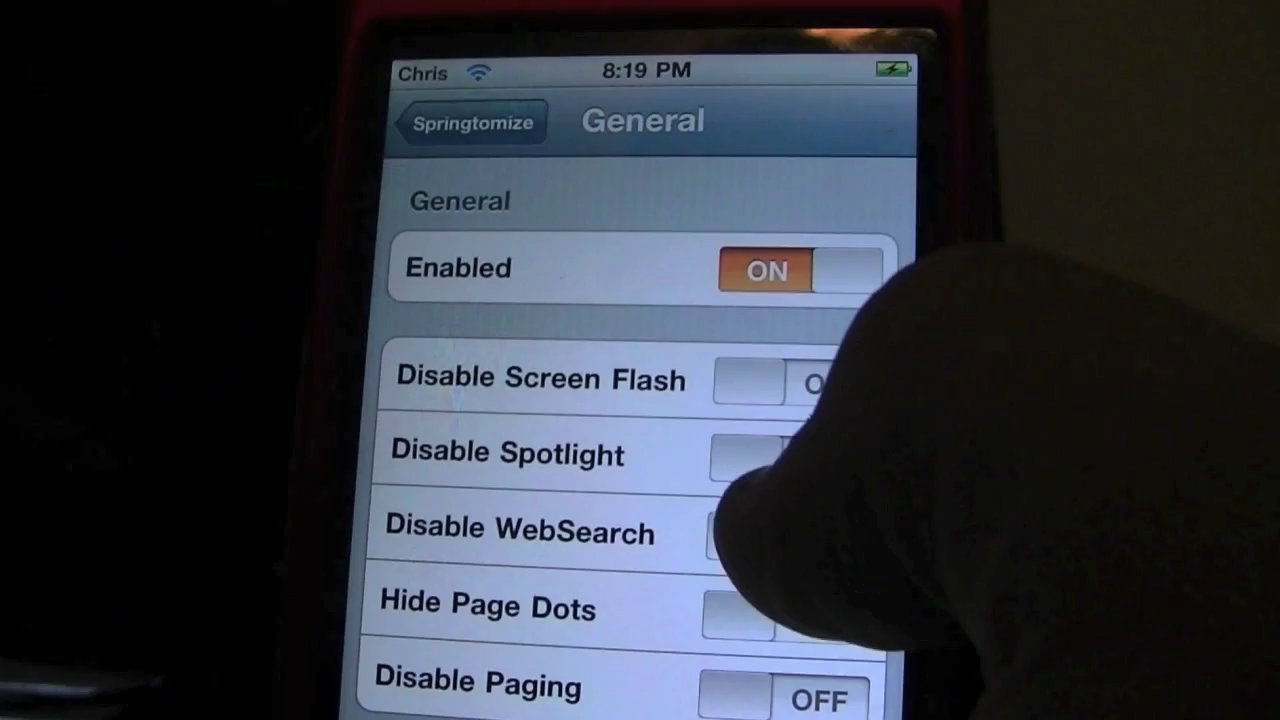 Chris 8:19 PM
Springtomize General
General
Enabled ON
Disable Screen Flash
Disable Spotlight
Disable WebSearch
Hide Page Dots
Disable Paging OFF